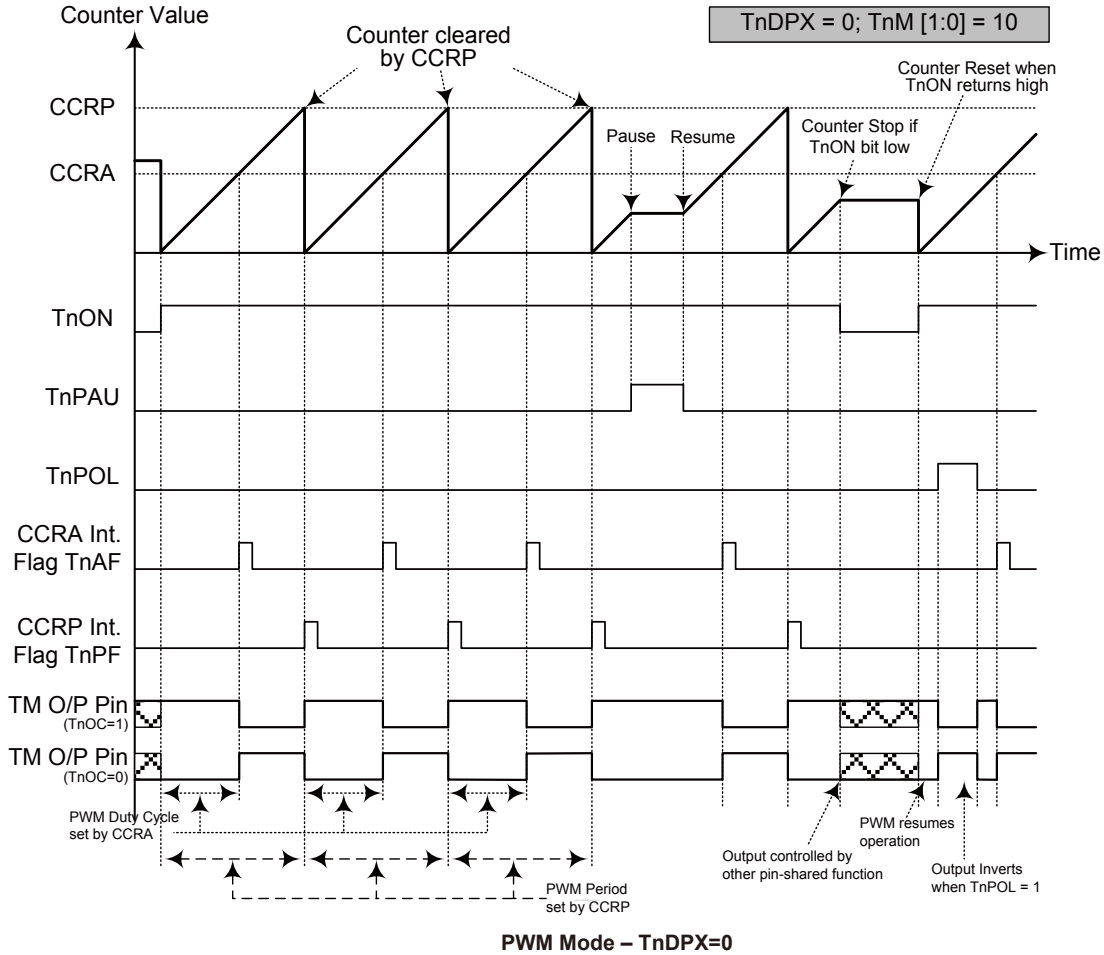 Counter Value
TnDPX = 0; TnM [1:0] = 10
Counter cleared
by CCRP
Counter Reset when
TnON returns high
CCRP
Pause
Resume
Counter Stop if
TnON bit low
CCRA
Time
TnON
TnPAU
TnPOL
CCRA Int.
Flag TnAF
CCRP Int.
Flag TnPF
TM O/P Pin
(TnOC=1)
TM O/P Pin
(TnOC=0)
PWM Duty Cycle
set by CCRA
PWM resumes
operation
Output controlled by
other pin-shared function
Output Inverts
when TnPOL = 1
PWM Period
set by CCRP
PWM Mode – TnDPX=0